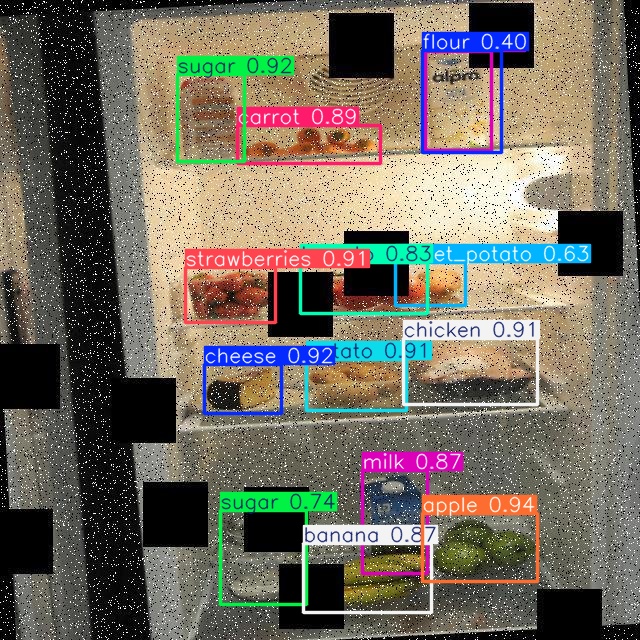 flour 0.40
sugar 0.92
alpro
carrot 0.89
strawberries 0.91
0.83
et_potato 0.63
chicken 0.91
cheese 0.92
tato 0.91
milk 0.87
sugar 0.74
apple 0.94
banana 0.87